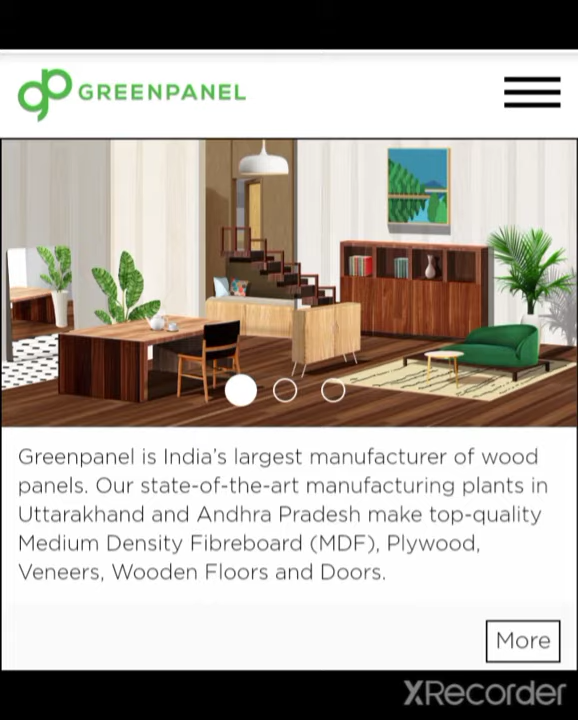 gp GREENPANEL
Greenpanel is India's largest manufacturer of wood
panels. Our state-of-the-art manufacturing plants in
Uttarakhand and Andhra Pradesh make top-quality
Medium Density Fibreboard (MDF), Plywood,
Veneers, Wooden Floors and Doors.
More
XRecorder